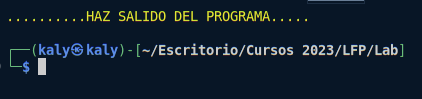 ..........HAZ SALIDO DEL PROGRAMA.....
┌──(kaly㉿kaly)-[~/Escritorio/Cursos 2023/LFP/Lab]
└─$